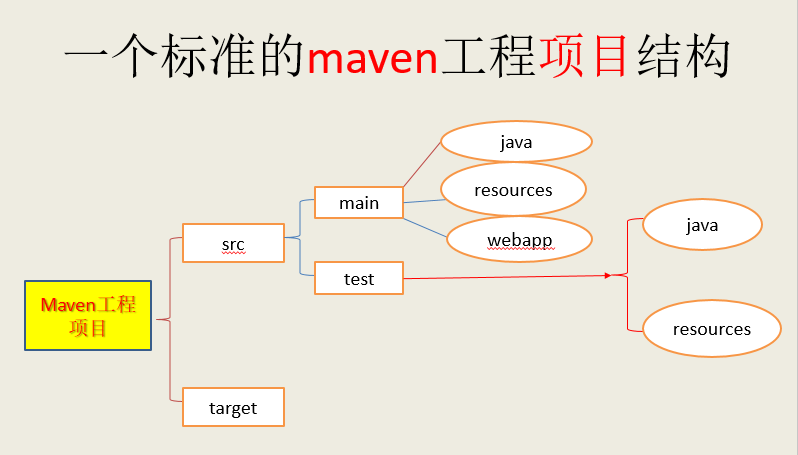 一个标准的maven工程项目结构
java
main
resources
java
src
webapp
test
Maven工程
项目
resources
target